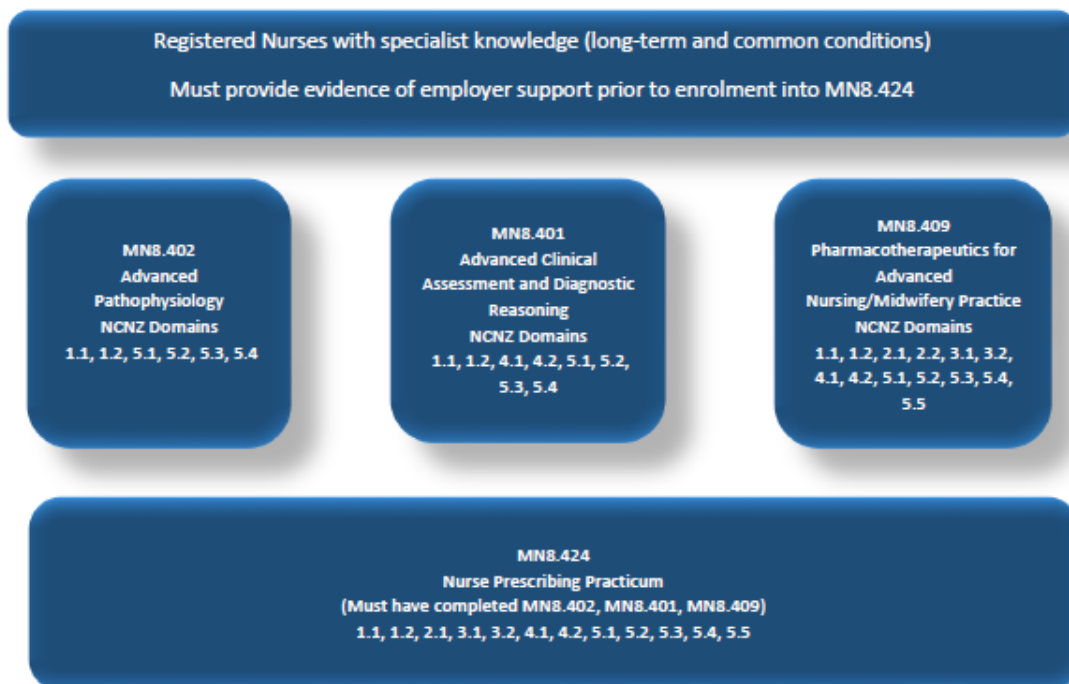 Registered Nurses with specialist knowledge (long-term and common conditions)
Must provide evidence of employer support prior to enrolment into MN8.424
MN8.402
Advanced
Pathophysiology
NCNZ Domains
1.1, 1.2, 5.1, 5.2, 5.3, 5.4
MN8.401
Advanced Clinical
Assessment and Diagnostic
Reasoning
NCNZ Domains
1.1, 1.2, 4.1, 4.2, 5.1, 5.2,
5.3, 5.4
MN8.409
Pharmacotherapeutics for
Advanced
Nursing/Midwifery Practice
NCNZ Domains
1.1, 1.2, 2.1, 2.2, 3.1, 3.2,
4.1, 4.2, 5.1, 5.2, 5.3, 5.4,
5.5
MN8.424
Nurse Prescribing Practicum
(Must have completed MN8.402, MN8.401, MN8.409)
1.1, 1.2, 2.1, 3.1, 3.2, 4.1, 4.2, 5.1, 5.2, 5.3, 5.4, 5.5